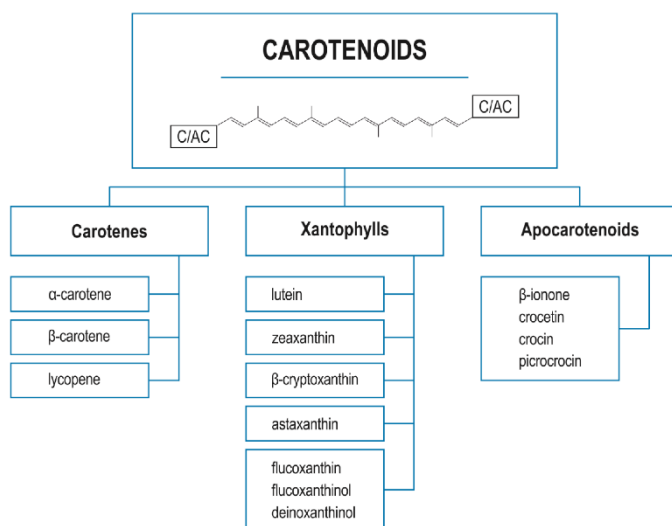 CAROTENOIDS
C/AC
C/AC
Carotenes
Xantophylls
Apocarotenoids
α-carotene
β-carotene
lycopene
lutein
zeaxanthin
β-cryptoxanthin
astaxanthin
flucoxanthin
flucoxanthinol
deinoxanthinol
β-ionone
crocetin
crocin
picrocrocin